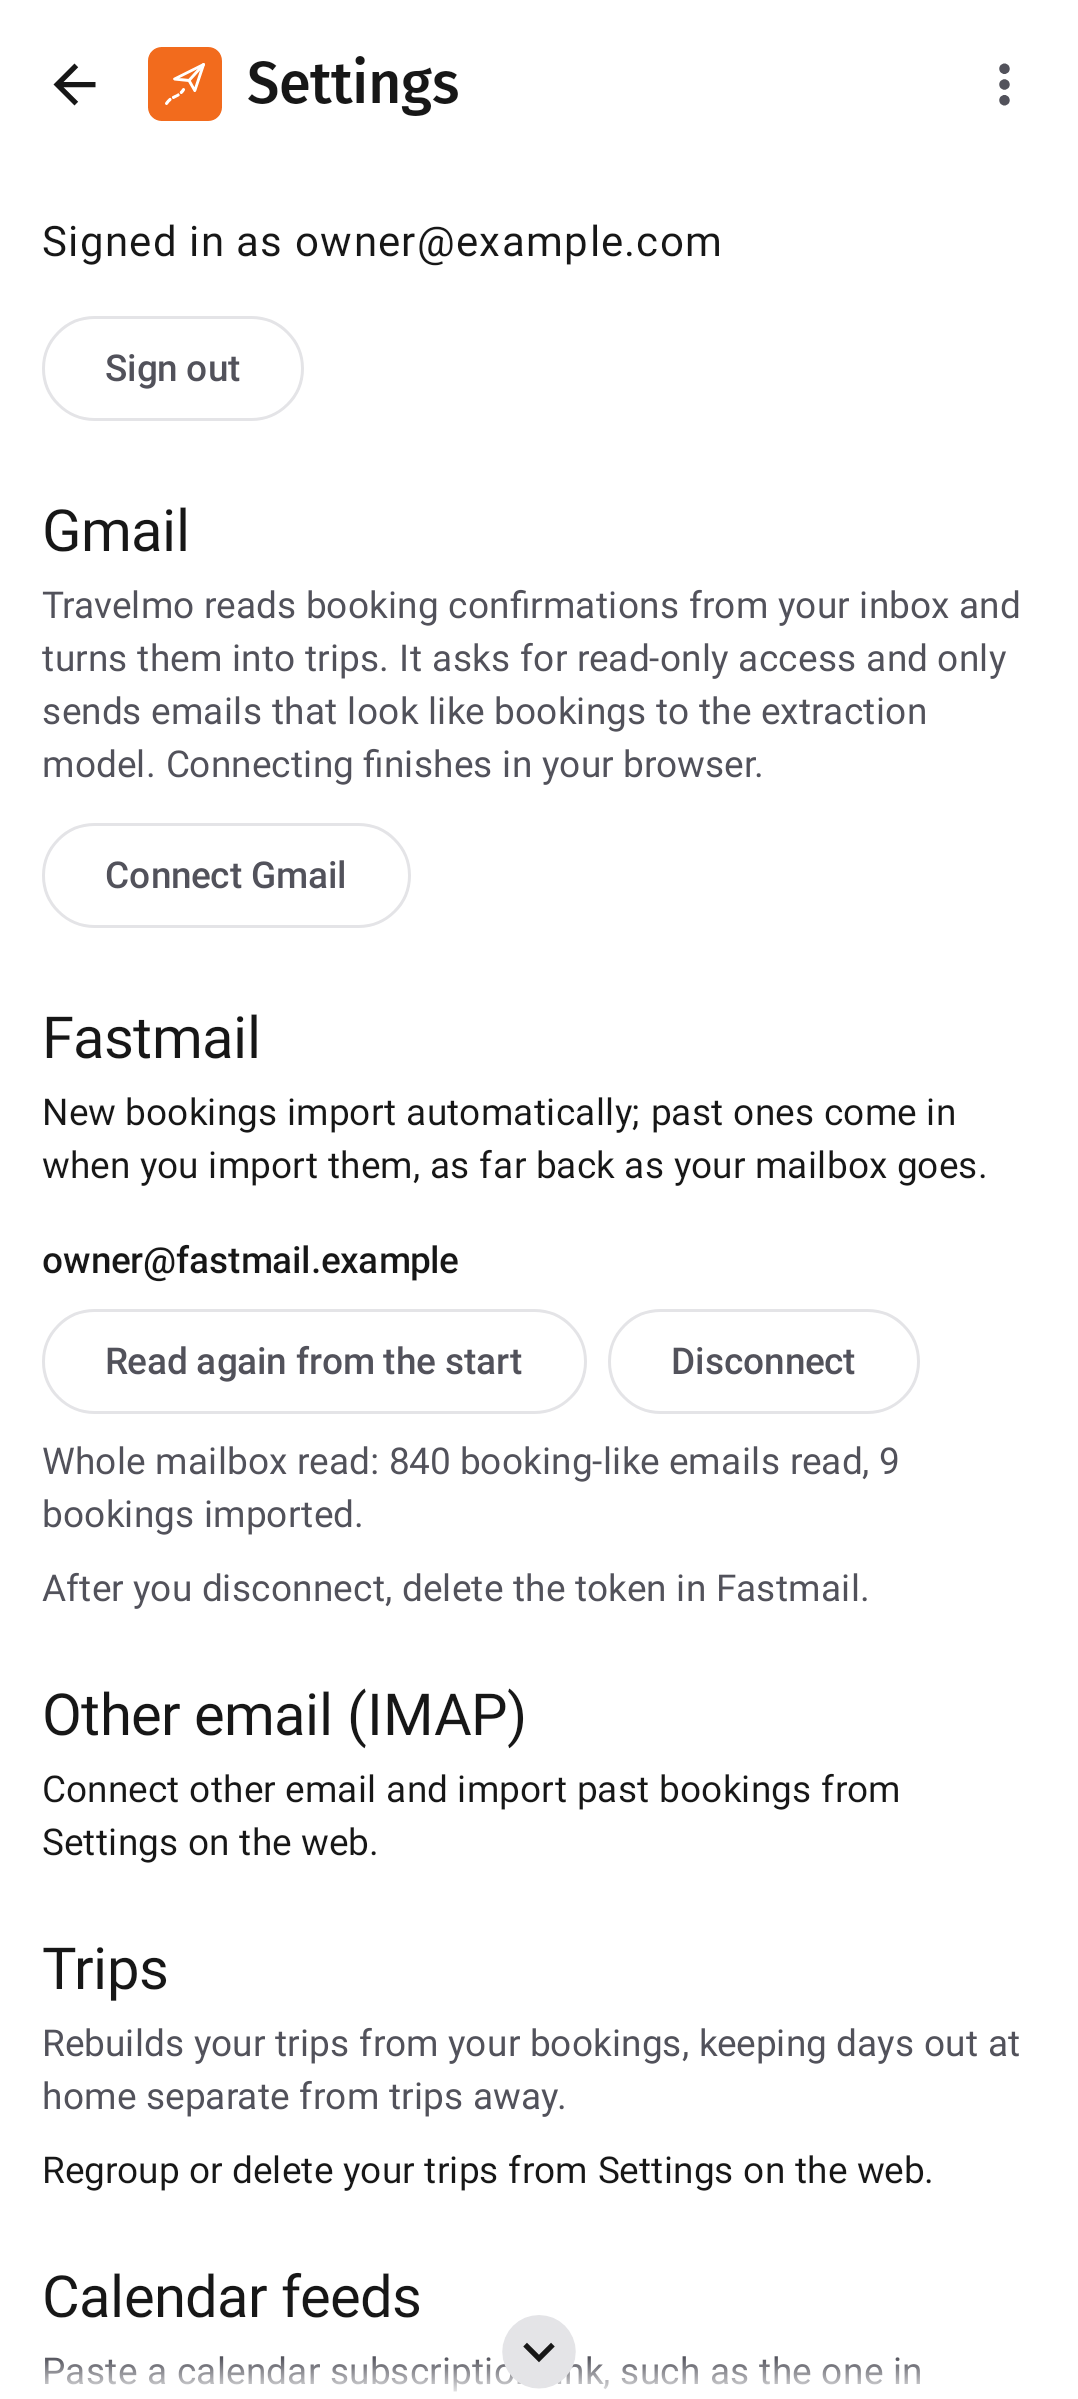 Settings
Signed in as owner@example.com
Sign out
Gmail
Travelmo reads booking confirmations from your inbox and
turns them into trips. It asks for read-only access and only
sends emails that look like bookings to the extraction
model. Connecting finishes in your browser.
Connect Gmail
Fastmail
New bookings import automatically; past ones come in
when you import them, as far back as your mailbox goes.
owner@fastmail.example
Read again from the start
Disconnect
Whole mailbox read: 840 booking-like emails read, 9
bookings imported.
After you disconnect, delete the token in Fastmail.
Other email (IMAP)
Connect other email and import past bookings from
Settings on the web.
Trips
Rebuilds your trips from your bookings, keeping days out at
home separate from trips away.
Regroup or delete your trips from Settings on the web.
Calendar feeds
Paste a calendar such as the one in